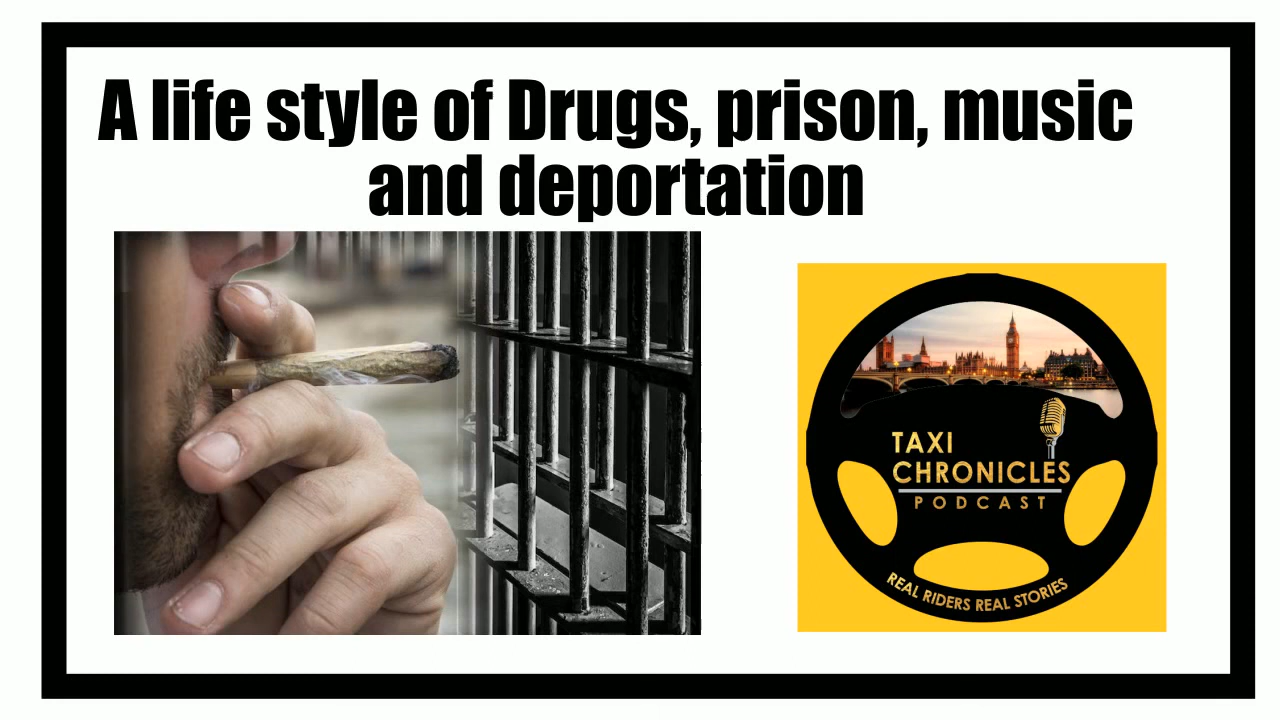 A life style of Drugs, prison, music
and deportation
TAXI
CHRONICLES
PODCAST
REAL RIDERS REAL STORIES